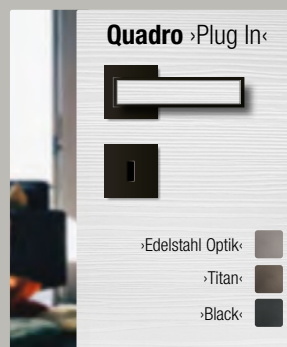 Quadro ›Plug In‹
›Edelstahl Optik‹
›Titan‹
›Black‹